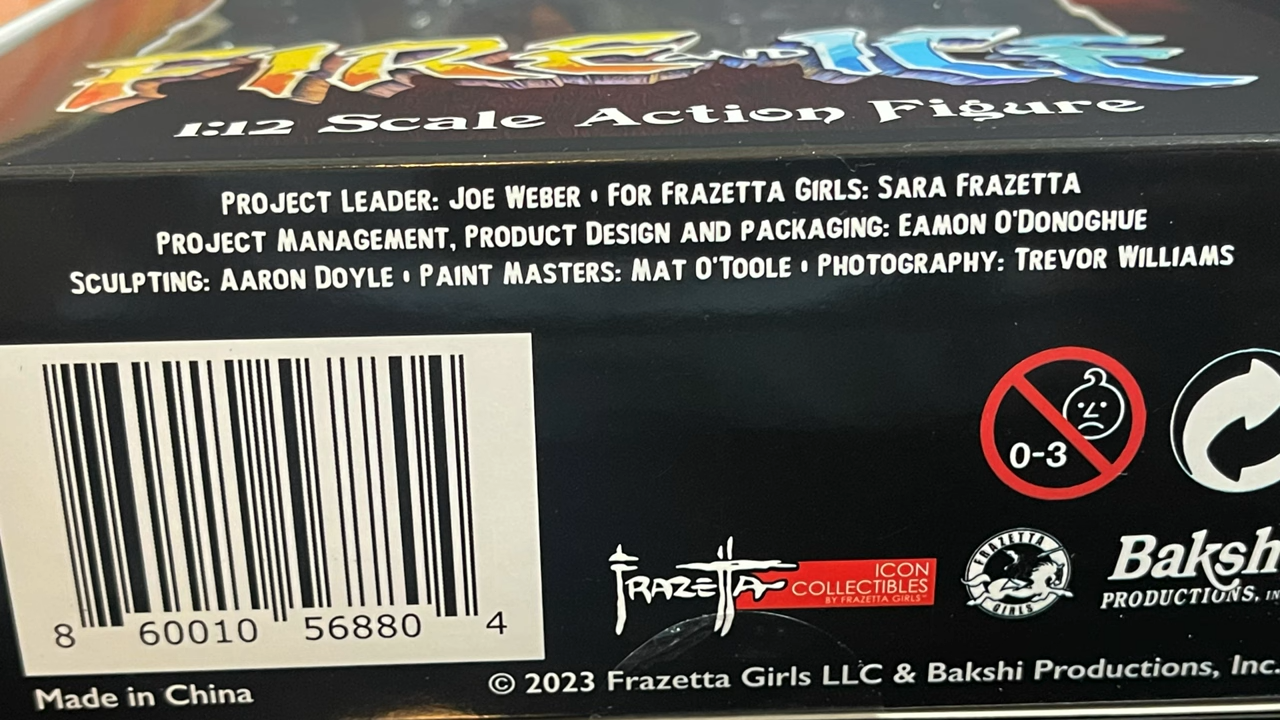 FIRE AND ICE
1:12 Scale Action Figure
PROJECT LEADER: JOE WEBER • FOR FRAZETTA GIRLS: SARA FRAZETTA
PROJECT MANAGEMENT, PRODUCT DESIGN AND PACKAGING: EAMON O'DONOGHUE
SCULPTING: AARON DOYLE • PAINT MASTERS: MAT O'TOOLE • PHOTOGRAPHY: TREVOR WILLIAMS
0-3
8 60010 56880 4
FRAZETTA ICON
COLLECTIBLES
BY FRAZETTA GIRLS™
FRAZETTA
GIRLS
Baksh
PRODUCTIONS, IN
Made in China
© 2023 Frazetta Girls LLC & Bakshi Productions, Inc.